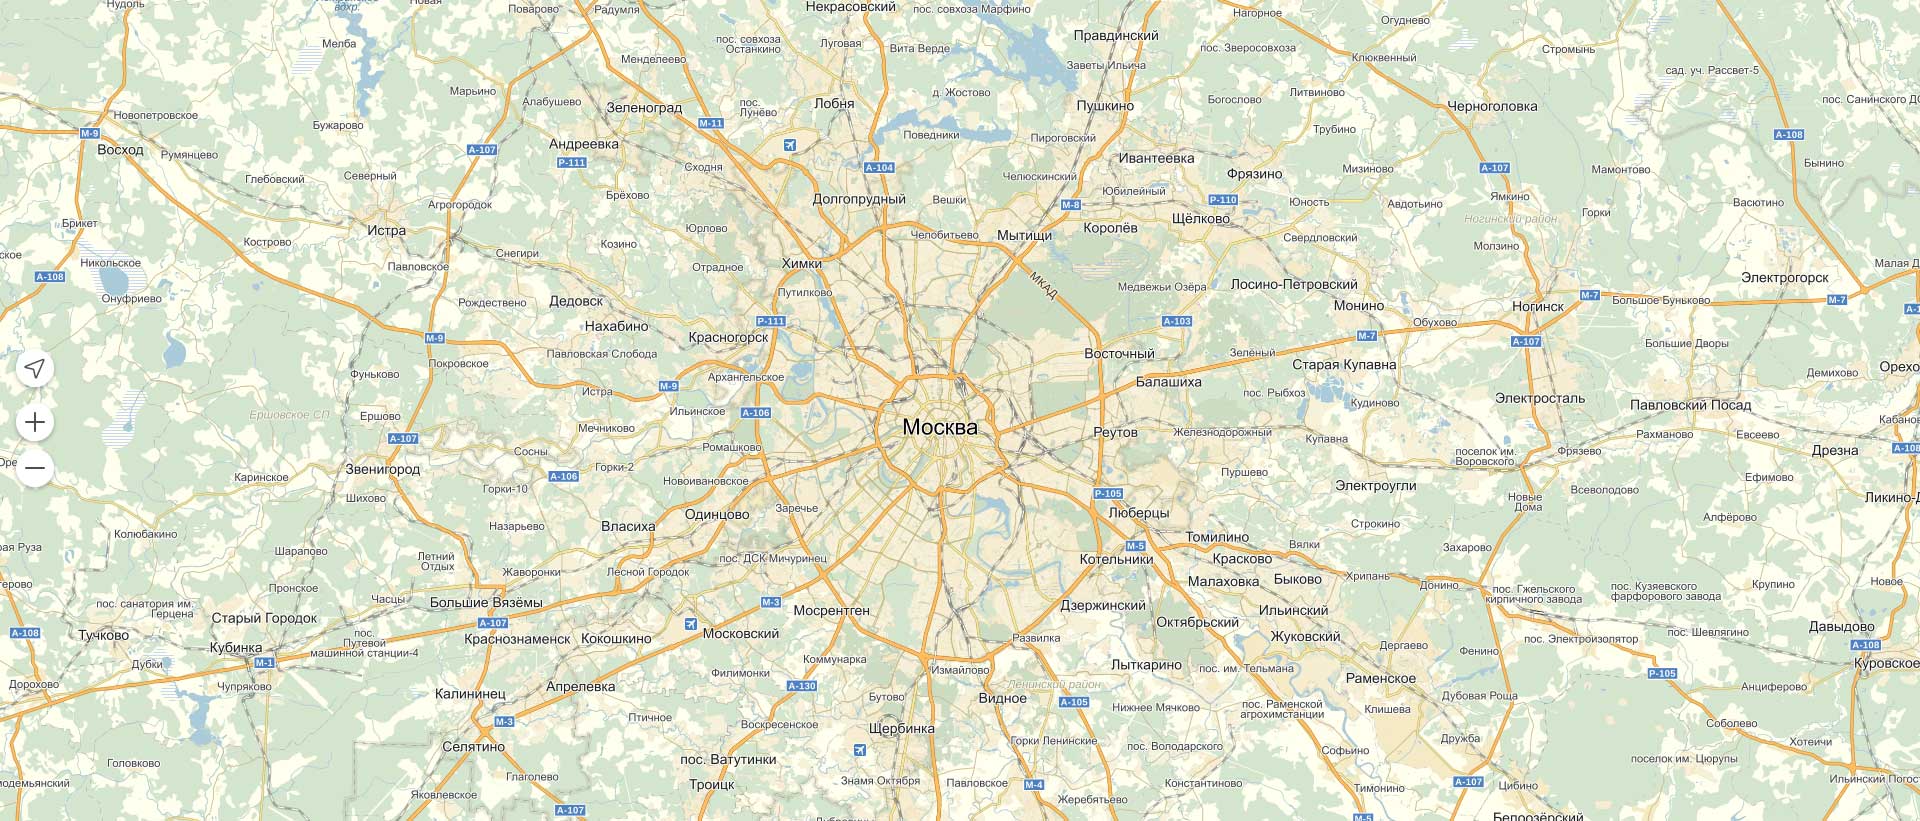 Нудоль
Поварово
Радумля
Новая
Некрасовский
пос. совхоза Марфино
Правдинский
Нагорное
Огуднево
вохр.
Мелба
пос. совхоза
Останкино
Луговая
Вита Верде
пос. Зверосовхоза
Клюквенный
Стромынь
Менделеево
Заветы Ильича
сад. уч. Рассвет-5
Марьино
Алабушево
Зеленоград
пос.
Лунёво
Лобня
д. Жостово
Пушкино
Богослово
Литвиново
Черноголовка
пос. Санинского ДО
Новопетровское
Бужарово
М-11
М-9
Поведники
Пироговский
Трубино
А-108
Восход
Румянцево
А-107
Андреевка
Р-111
Сходня
А-104
Ивантеевка
Фрязино
Мизиново
А-107
Мамонтово
Бынино
Глебовский
Северный
Брёхово
Долгопрудный
Вешки
Челюскинский
Юбилейный
М-8
Р-110
Юность
Авдотьино
Ямкино
Васютино
Агрогородок
Брикет
Истра
Юрлово
Челобитьево
Мытищи
Королёв
Щёлково
Свердловский
Ногинский район
Горки
Молзино
Кострово
Козино
Снегири
Павловское
Отрадное
Химки
Никольское
А-108
Онуфриево
Путилково
МКАД
Медвежьи Озёра
Лосино-Петровский
Монино
Ногинск
М-7
Электрогорск
Большое Буньково
М-7
Малая Д
Рождествено
Дедовск
Нахабино
Р-111
Красногорск
А-103
М-7
Обухово
А-107
М-9
Покровское
Павловская Слобода
Восточный
Зелёный
Старая Купавна
Большие Дворы
Фуньково
Архангельское
М-9
Истра
Балашиха
пос. Рыбхоз
Демихово
Орехо
Ершовское СП
Ершово
Ильинское
А-106
Кудиново
Электросталь
Павловский Посад
Кабанов
А-107
Мечниково
Москва
Реутов
Железнодорожный
Купавна
Рахманово
Евсеево
Звенигород
Сосны
Ромашково
поселок им.
Воровского
Фрязево
Дрезна
А-108
Каринское
А-106
Горки-2
Новоивановское
Пуршево
Электроугли
Всеволодово
Ефимово
Шихово
Горки-10
Р-105
Новые
Дома
Ликино-Д
Назарьево
Власиха
Одинцово
Заречье
Люберцы
Строкино
Алфёрово
Колюбакино
Шарапово
Летний
Отдых
пос. ДСК Мичуринец
М-5
Томилино
Вялки
Захарово
ая Руза
Котельники
Красково
Жаворонки
Лесной Городок
Малаховка
Быково
Хрипань
Донино
пос. Гжельского
кирпичного завода
пос. Кузяевского
фарфорового завода
Крупино
Новое
Пронское
Часцы
Большие Вязёмы
М-3
Мосрентген
Дзержинский
Ильинский
пос. санатория им.
Герцена
Старый Городок
А-107
Октябрьский
Давыдово
А-108
Тучково
пос.
Путевой
машинной станции-4
Краснознаменск
Кокошкино
Московский
Развилка
Жуковский
Дергаево
Фенино
пос. Электроизолятор
пос. Шевлягино
А-108
Кубинка
М-1
Дубки
Коммунарка
Измайлово
Лыткарино
пос. им. Тельмана
Раменское
Р-105
Куровское
Дорохово
Чупряково
Калининец
Апрелевка
Филимонки
А-130
Бутово
Ленинский район
Видное
А-105
Нижнее Мячково
пос. Раменской
агрохимстанции
Дубовая Роща
Анциферово
М-3
Птичное
Воскресенское
Щербинка
Клишева
Соболево
Селятино
Горки Ленинские
пос. Володарского
Софьино
Дружба
Хотеичи
Головково
Глаголево
пос. Ватутинки
Троицк
Знамя Октября
Павловское
М-4
Константиново
А-107
Цибино
поселок им. Цюрупы
Ильинский Погост
Яковлевское
А-107
Жеребятьево
Тимонино
М-5
Белоозёрский